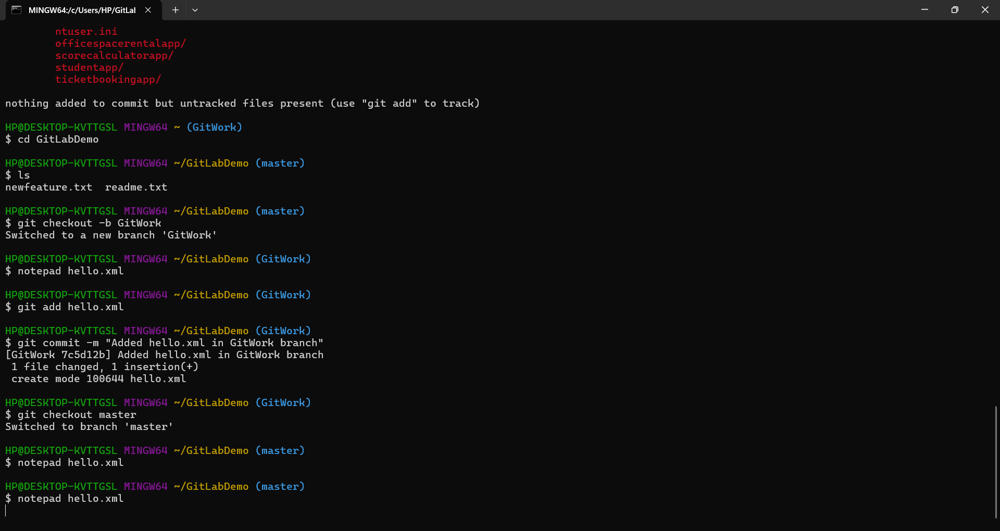 MINGW64:/c/Users/HP/GitLal
ntuser.ini
officespacerentalapp/
scorecalculatorapp/
studentapp/
ticketbookingapp/
nothing added to commit but untracked files present (use "git add" to track)
HP@DESKTOP-KVTTGSL MINGW64 ~ (GitWork)
$ cd GitLabDemo
HP@DESKTOP-KVTTGSL MINGW64 ~/GitLabDemo (master)
$ ls
newfeature.txt  readme.txt
HP@DESKTOP-KVTTGSL MINGW64 ~/GitLabDemo (master)
$ git checkout -b GitWork
Switched to a new branch 'GitWork'
HP@DESKTOP-KVTTGSL MINGW64 ~/GitLabDemo (GitWork)
$ notepad hello.xml
HP@DESKTOP-KVTTGSL MINGW64 ~/GitLabDemo (GitWork)
$ git add hello.xml
HP@DESKTOP-KVTTGSL MINGW64 ~/GitLabDemo (GitWork)
$ git commit -m "Added hello.xml in GitWork branch"
[GitWork 7c5d12b] Added hello.xml in GitWork branch
 1 file changed, 1 insertion(+)
 create mode 100644 hello.xml
HP@DESKTOP-KVTTGSL MINGW64 ~/GitLabDemo (GitWork)
$ git checkout master
Switched to branch 'master'
HP@DESKTOP-KVTTGSL MINGW64 ~/GitLabDemo (master)
$ notepad hello.xml
HP@DESKTOP-KVTTGSL MINGW64 ~/GitLabDemo (master)
$ notepad hello.xml